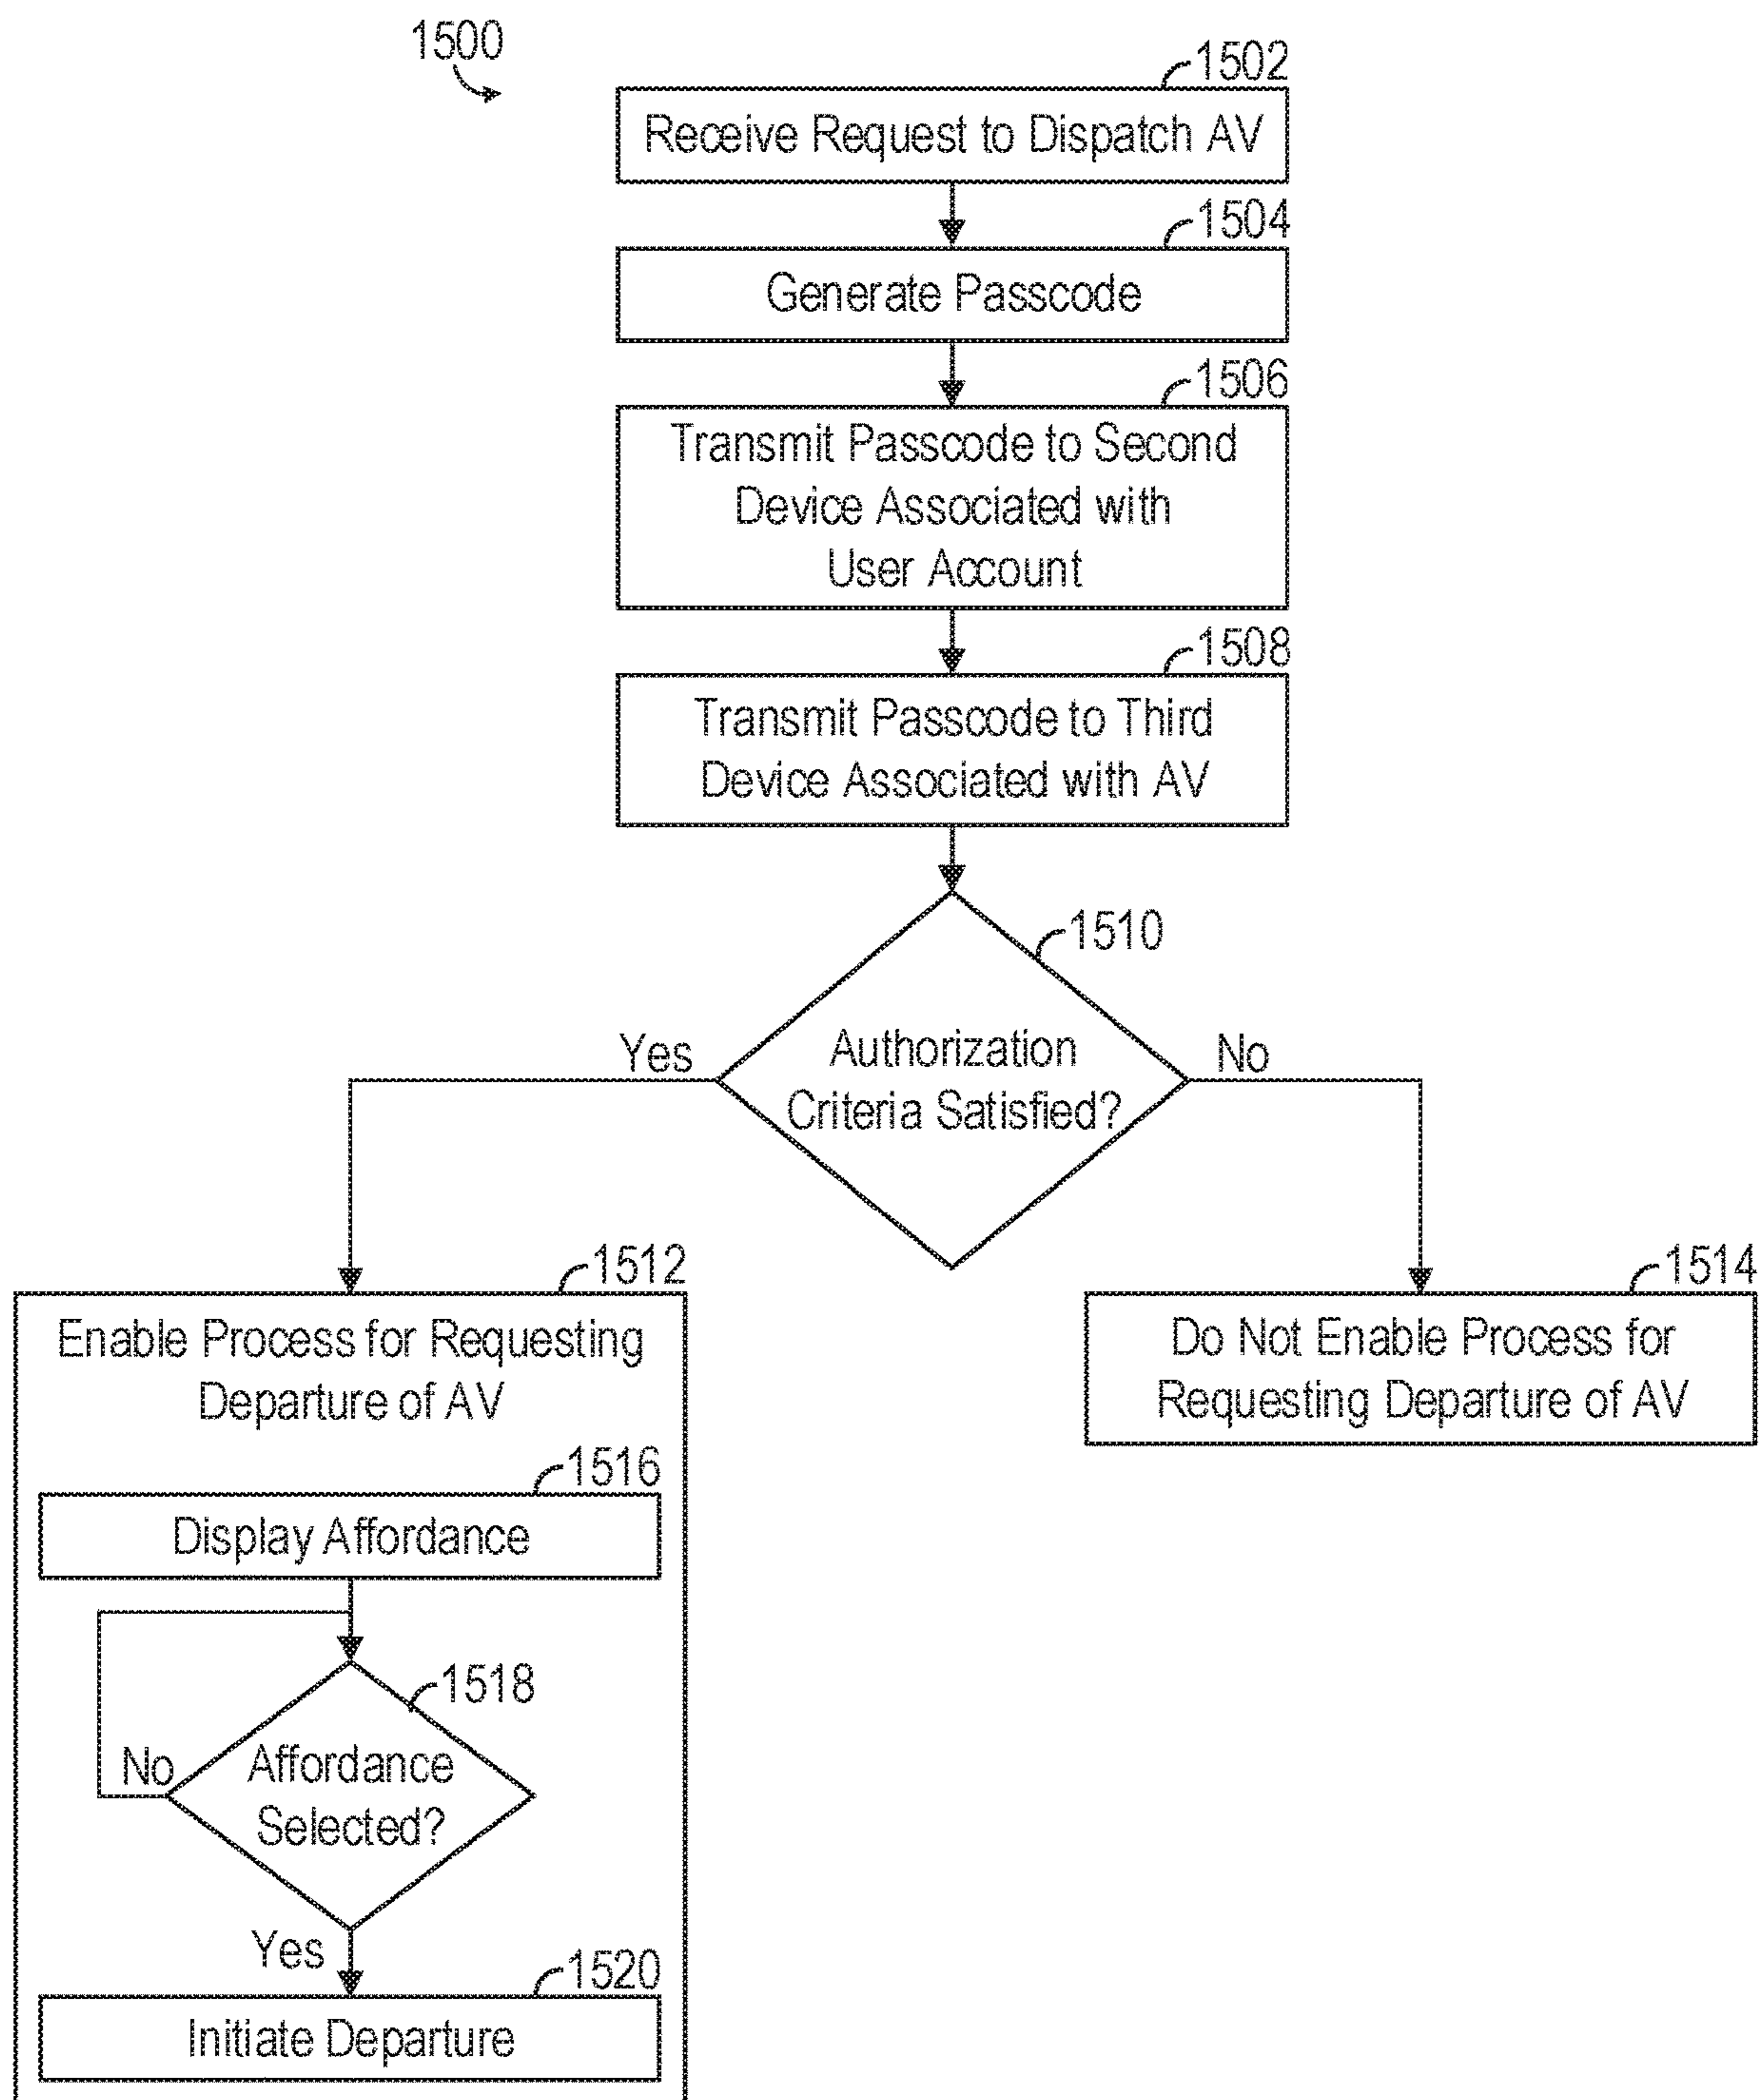 1500
1502
Receive Request to Dispatch AV
1504
Generate Passcode
1506
Transmit Passcode to Second
Device Associated with
User Account
1508
Transmit Passcode to Third
Device Associated with AV
1510
Authorization
Criteria Satisfied?
Yes
No
1512
Enable Process for Requesting
Departure of AV
1514
Do Not Enable Process for
Requesting Departure of AV
1516
Display Affordance
1518
Affordance
Selected?
No
Yes
1520
Initiate Departure